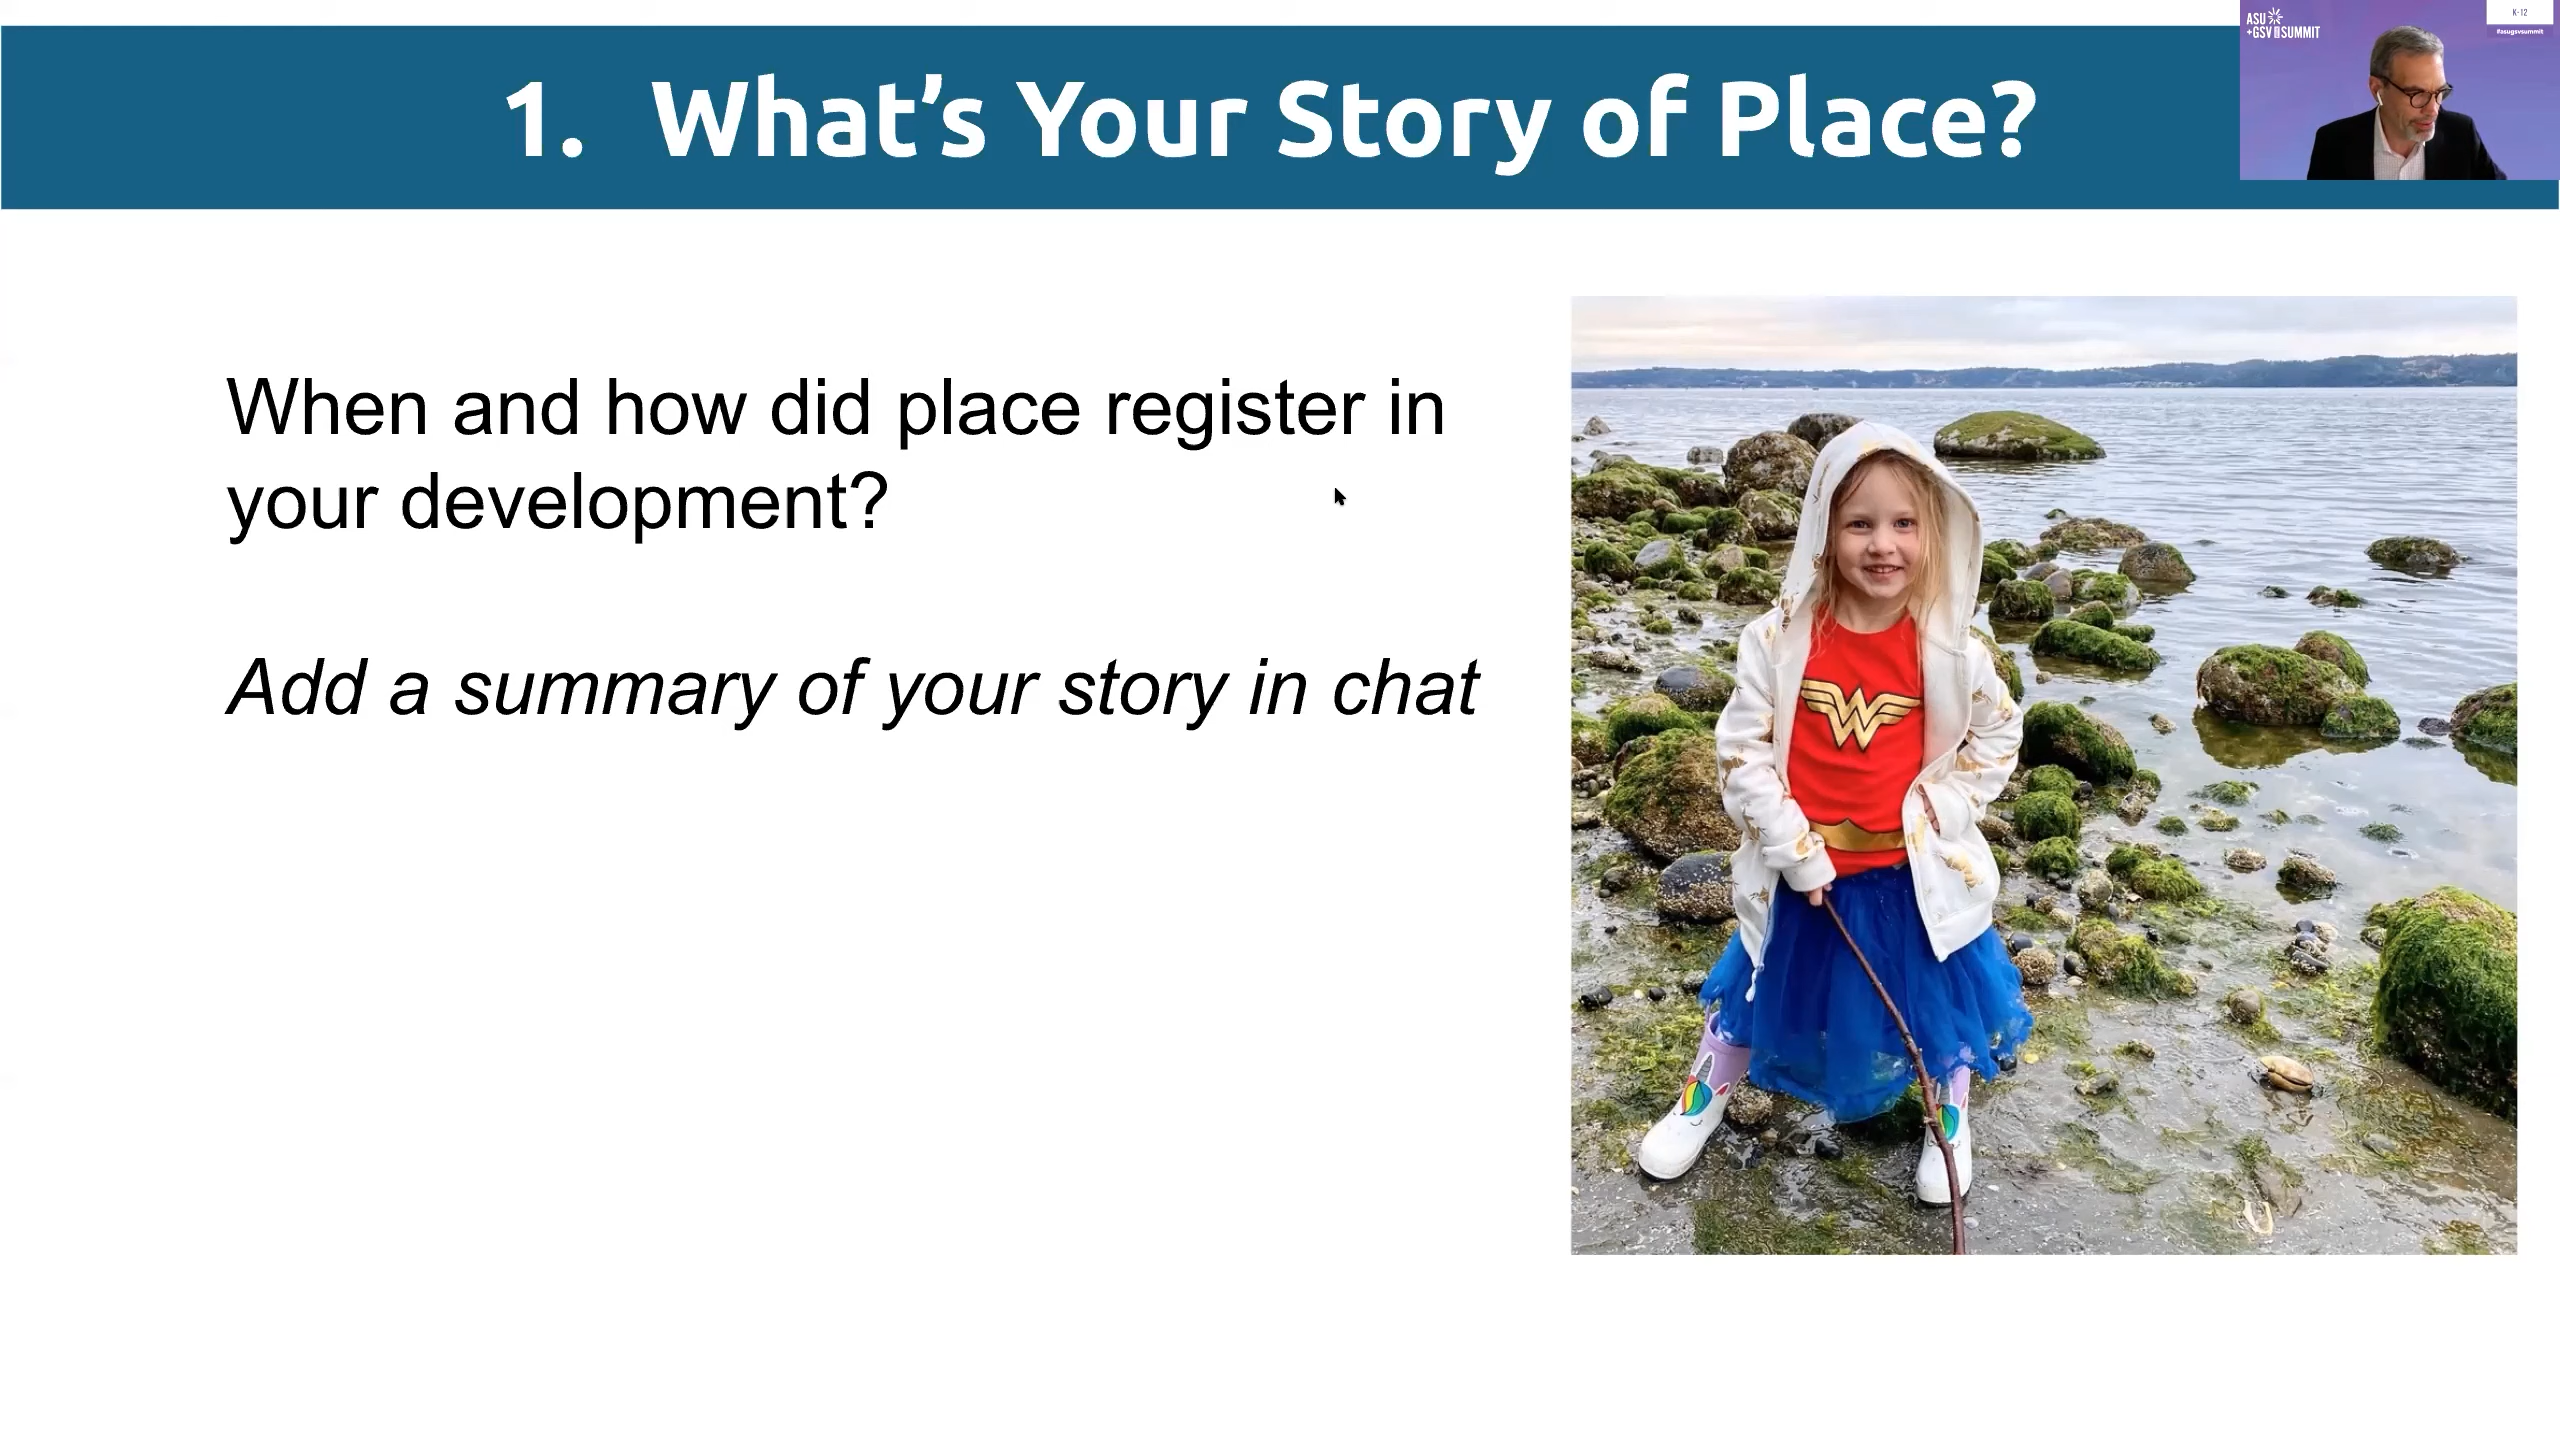 1. What's Your Story of Place?
ASU
+GSV SUMMIT
K-12
#asugsvsummit
When and how did place register in
your development?
Add a summary of your story in chat
W